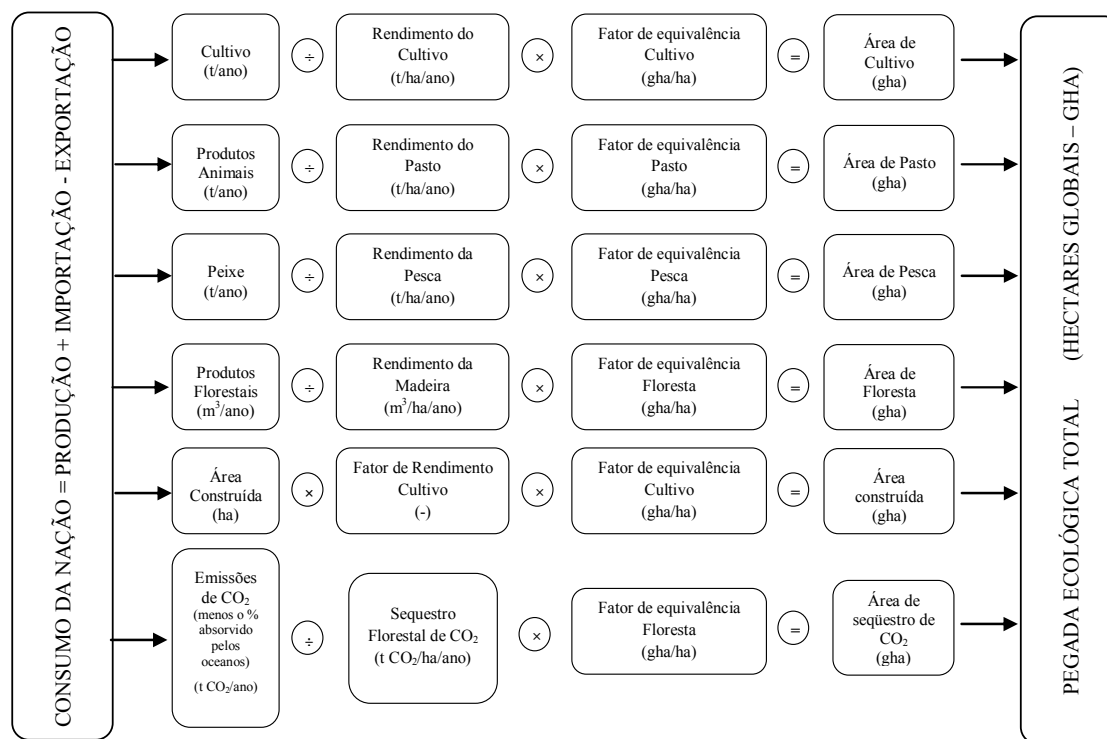 CONSUMO DA NAÇÃO = PRODUÇÃO + IMPORTAÇÃO - EXPORTAÇÃO
Cultivo
(t/ano)
÷
Rendimento do
Cultivo
(t/ha/ano)
×
Fator de equivalência
Cultivo
(gha/ha)
=
Área de
Cultivo
(gha)
Produtos
Animais
(t/ano)
÷
Rendimento do
Pasto
(t/ha/ano)
×
Fator de equivalência
Pasto
(gha/ha)
=
Área de Pasto
(gha)
Peixe
(t/ano)
÷
Rendimento da
Pesca
(t/ha/ano)
×
Fator de equivalência
Pesca
(gha/ha)
=
Área de Pesca
(gha)
Produtos
Florestais
(m³/ano)
÷
Rendimento da
Madeira
(m³/ha/ano)
×
Fator de equivalência
Floresta
(gha/ha)
=
Área de
Floresta
(gha)
Área
Construída
(ha)
×
Fator de Rendimento
Cultivo
(-)
×
Fator de equivalência
Cultivo
(gha/ha)
=
Área
construída
(gha)
Emissões
de CO₂
(menos o %
absorvido
pelos
oceanos)
(t CO₂/ano)
÷
Sequestro
Florestal de CO₂
(t CO₂/ha/ano)
×
Fator de equivalência
Floresta
(gha/ha)
=
Área de
seqüestro de
CO₂
(gha)
PEGADA ECOLÓGICA TOTAL (HECTARES GLOBAIS – GHA)